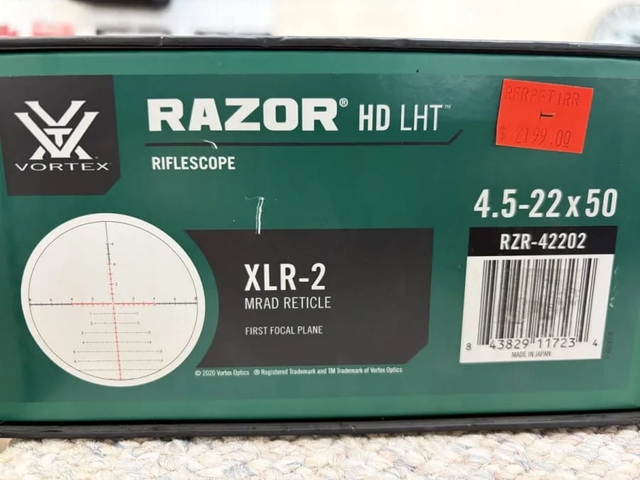 VORTEX
RAZOR® HD LHT™
RIFLESCOPE
$ 2199.00
4.5-22x50
RZR-42202
XLR-2
MRAD RETICLE
FIRST FOCAL PLANE
8 43829 11723 4
MADE IN JAPAN
© 2020 Vortex Optics ® Registered Trademark and TM Trademark of Vortex Optics